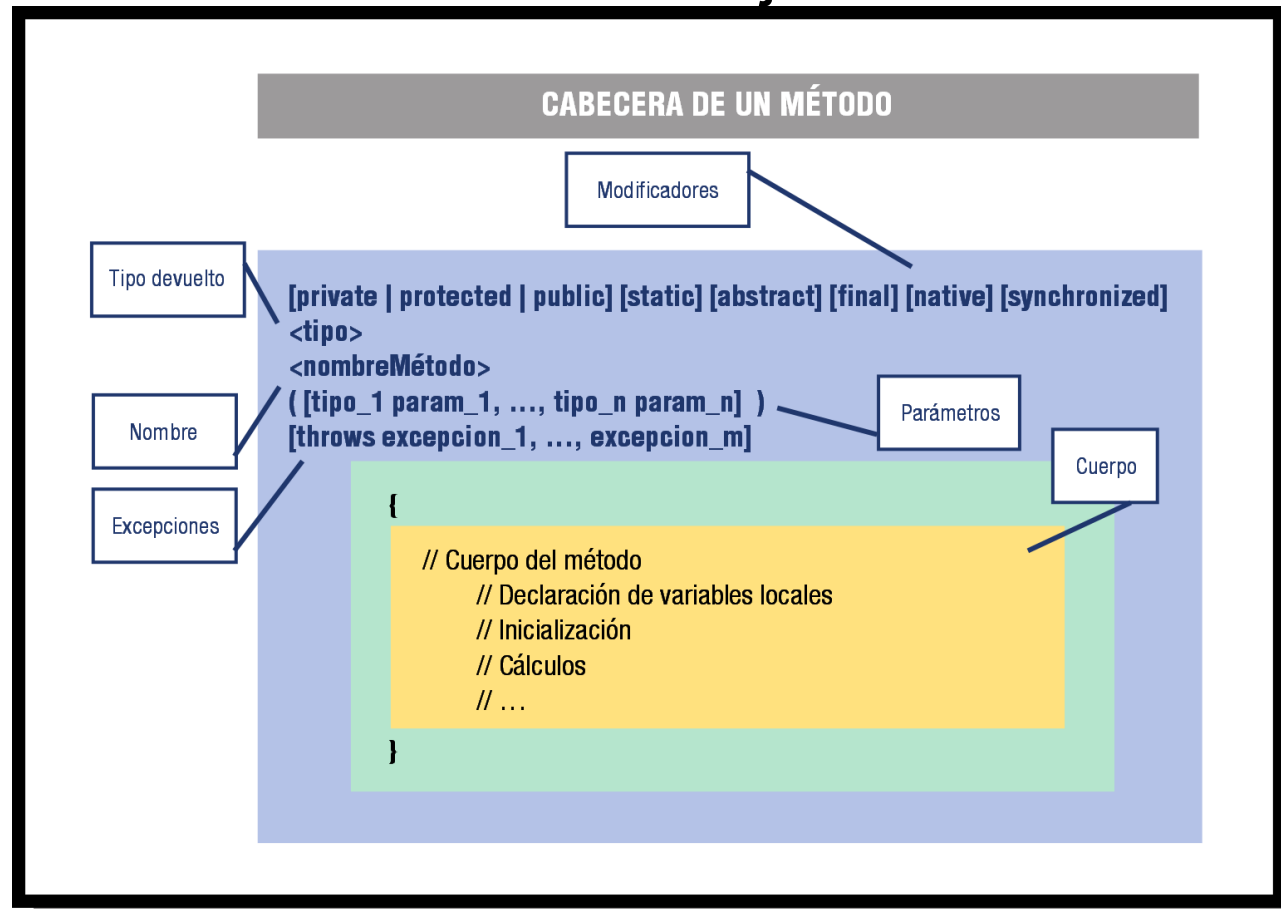 CABECERA DE UN MÉTODO
Modificadores
Tipo devuelto
[private | protected | public] [static] [abstract] [final] [native] [synchronized]
<tipo>
<nombreMétodo>
( [tipo_1 param_1, ..., tipo_n param_n]  )
Parámetros
Nombre
[throws excepcion_1, ..., excepcion_m]
Cuerpo
Excepciones
{
// Cuerpo del método
// Declaración de variables locales
// Inicialización
// Cálculos
// ...
}